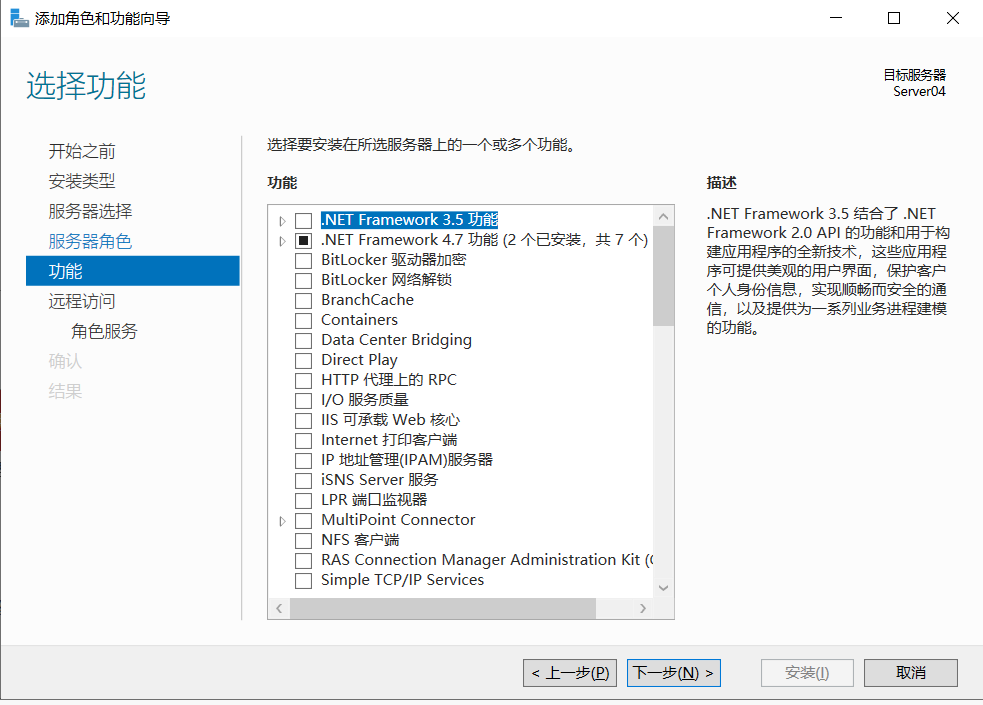 添加角色和功能向导
选择功能
目标服务器
Server04
开始之前
安装类型
服务器选择
服务器角色
功能
远程访问
角色服务
确认
结果
选择要安装在所选服务器上的一个或多个功能。
功能
.NET Framework 3.5 功能
.NET Framework 4.7 功能 (2 个已安装，共 7 个)
BitLocker 驱动器加密
BitLocker 网络解锁
BranchCache
Containers
Data Center Bridging
Direct Play
HTTP 代理上的 RPC
I/O 服务质量
IIS 可承载 Web 核心
Internet 打印客户端
IP 地址管理(IPAM)服务器
iSNS Server 服务
LPR 端口监视器
MultiPoint Connector
NFS 客户端
RAS Connection Manager Administration Kit (
Simple TCP/IP Services
描述
.NET Framework 3.5 结合了 .NET
Framework 2.0 API 的功能和用于构
建应用程序的全新技术，这些应用程
序可提供美观的用户界面，保护客户
个人身份信息，实现顺畅而安全的通
信，以及提供为一系列业务进程建模
的功能。
< 上一步(P)
下一步(N) >
安装(I)
取消